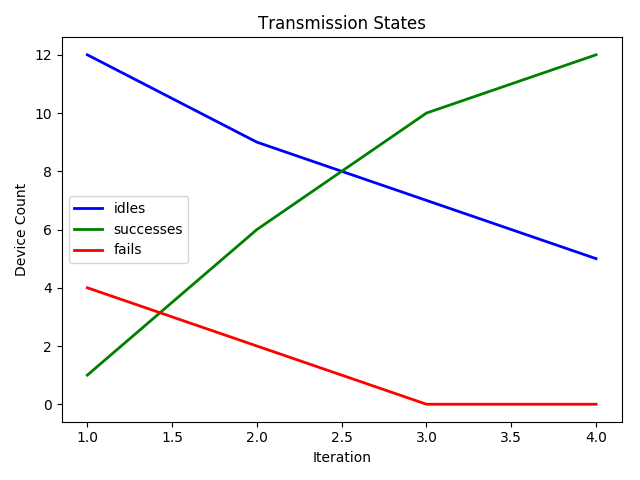 Transmission States
12
10
8
6
4
2
0
Device Count
idles
successes
fails
1.0 1.5 2.0 2.5 3.0 3.5 4.0
Iteration